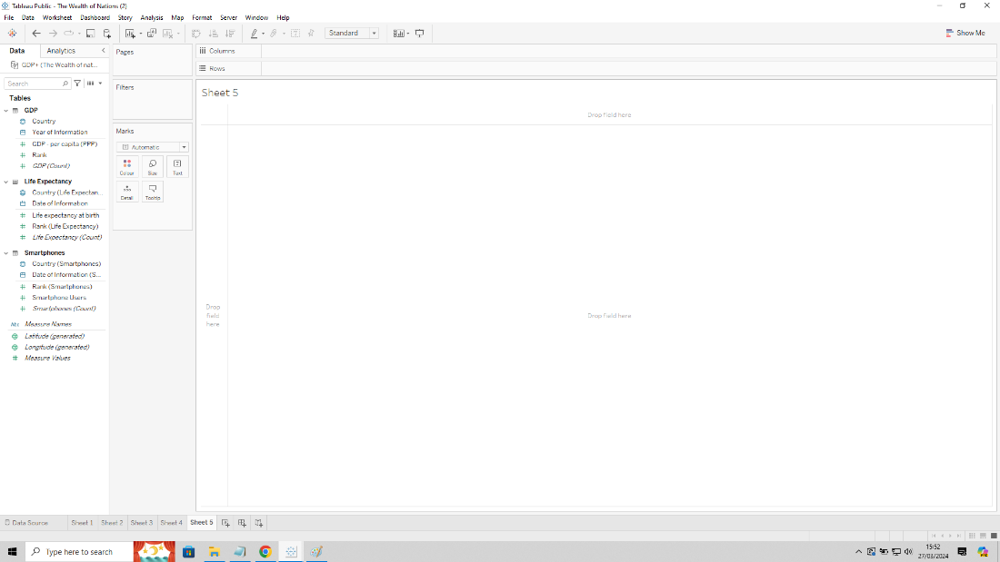 Tableau Public - The Wealth of Nations (2)
File Data Worksheet Dashboard Story Analysis Map Format Server Window Help
Standard
Show Me
Data Analytics
GDP+ (The Wealth of nat...
Search
Tables
GDP
Country
Year of Information
GDP - per capita (PPP)
Rank
GDP (Count)
Life Expectancy
Country (Life Expectan...
Date of Information
Life expectancy at birth
Rank (Life Expectancy)
Life Expectancy (Count)
Smartphones
Country (Smartphones)
Date of Information (S...
Rank (Smartphones)
Smartphone Users
Smartphones (Count)
Abc Measure Names
Latitude (generated)
Longitude (generated)
Measure Values
Pages
Filters
Marks
Automatic
Colour Size Text
Detail Tooltip
Columns
Rows
Sheet 5
Drop field here
Drop
field
here
Drop field here
Data Source Sheet 1 Sheet 2 Sheet 3 Sheet 4 Sheet 5
Type here to search
15:52
27/03/2024